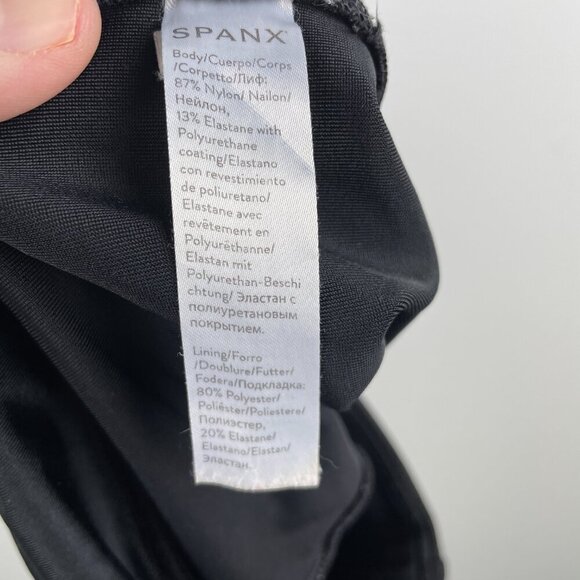 SPANX
Body/Cuerpo/Corps
/Corpetto/Лиф:
87% Nylon/ Nailon/
Нейлон,
13% Elastane with
Polyurethane
coating/Elastano
con revestimiento
de poliuretano/
Elastane avec
revêtement en
Polyuréthanne/
Elastan mit
Polyurethan-Beschi
chtung/ Эластан с
полиуретановым
покрытием.
Lining/Forro
/Doublure/Futter/
Fodera/Подкладка:
80% Polyester/
Poliéster/Poliestere/
Полиэстер,
20% Elastane/
Elastano/Elastan/
Эластан.